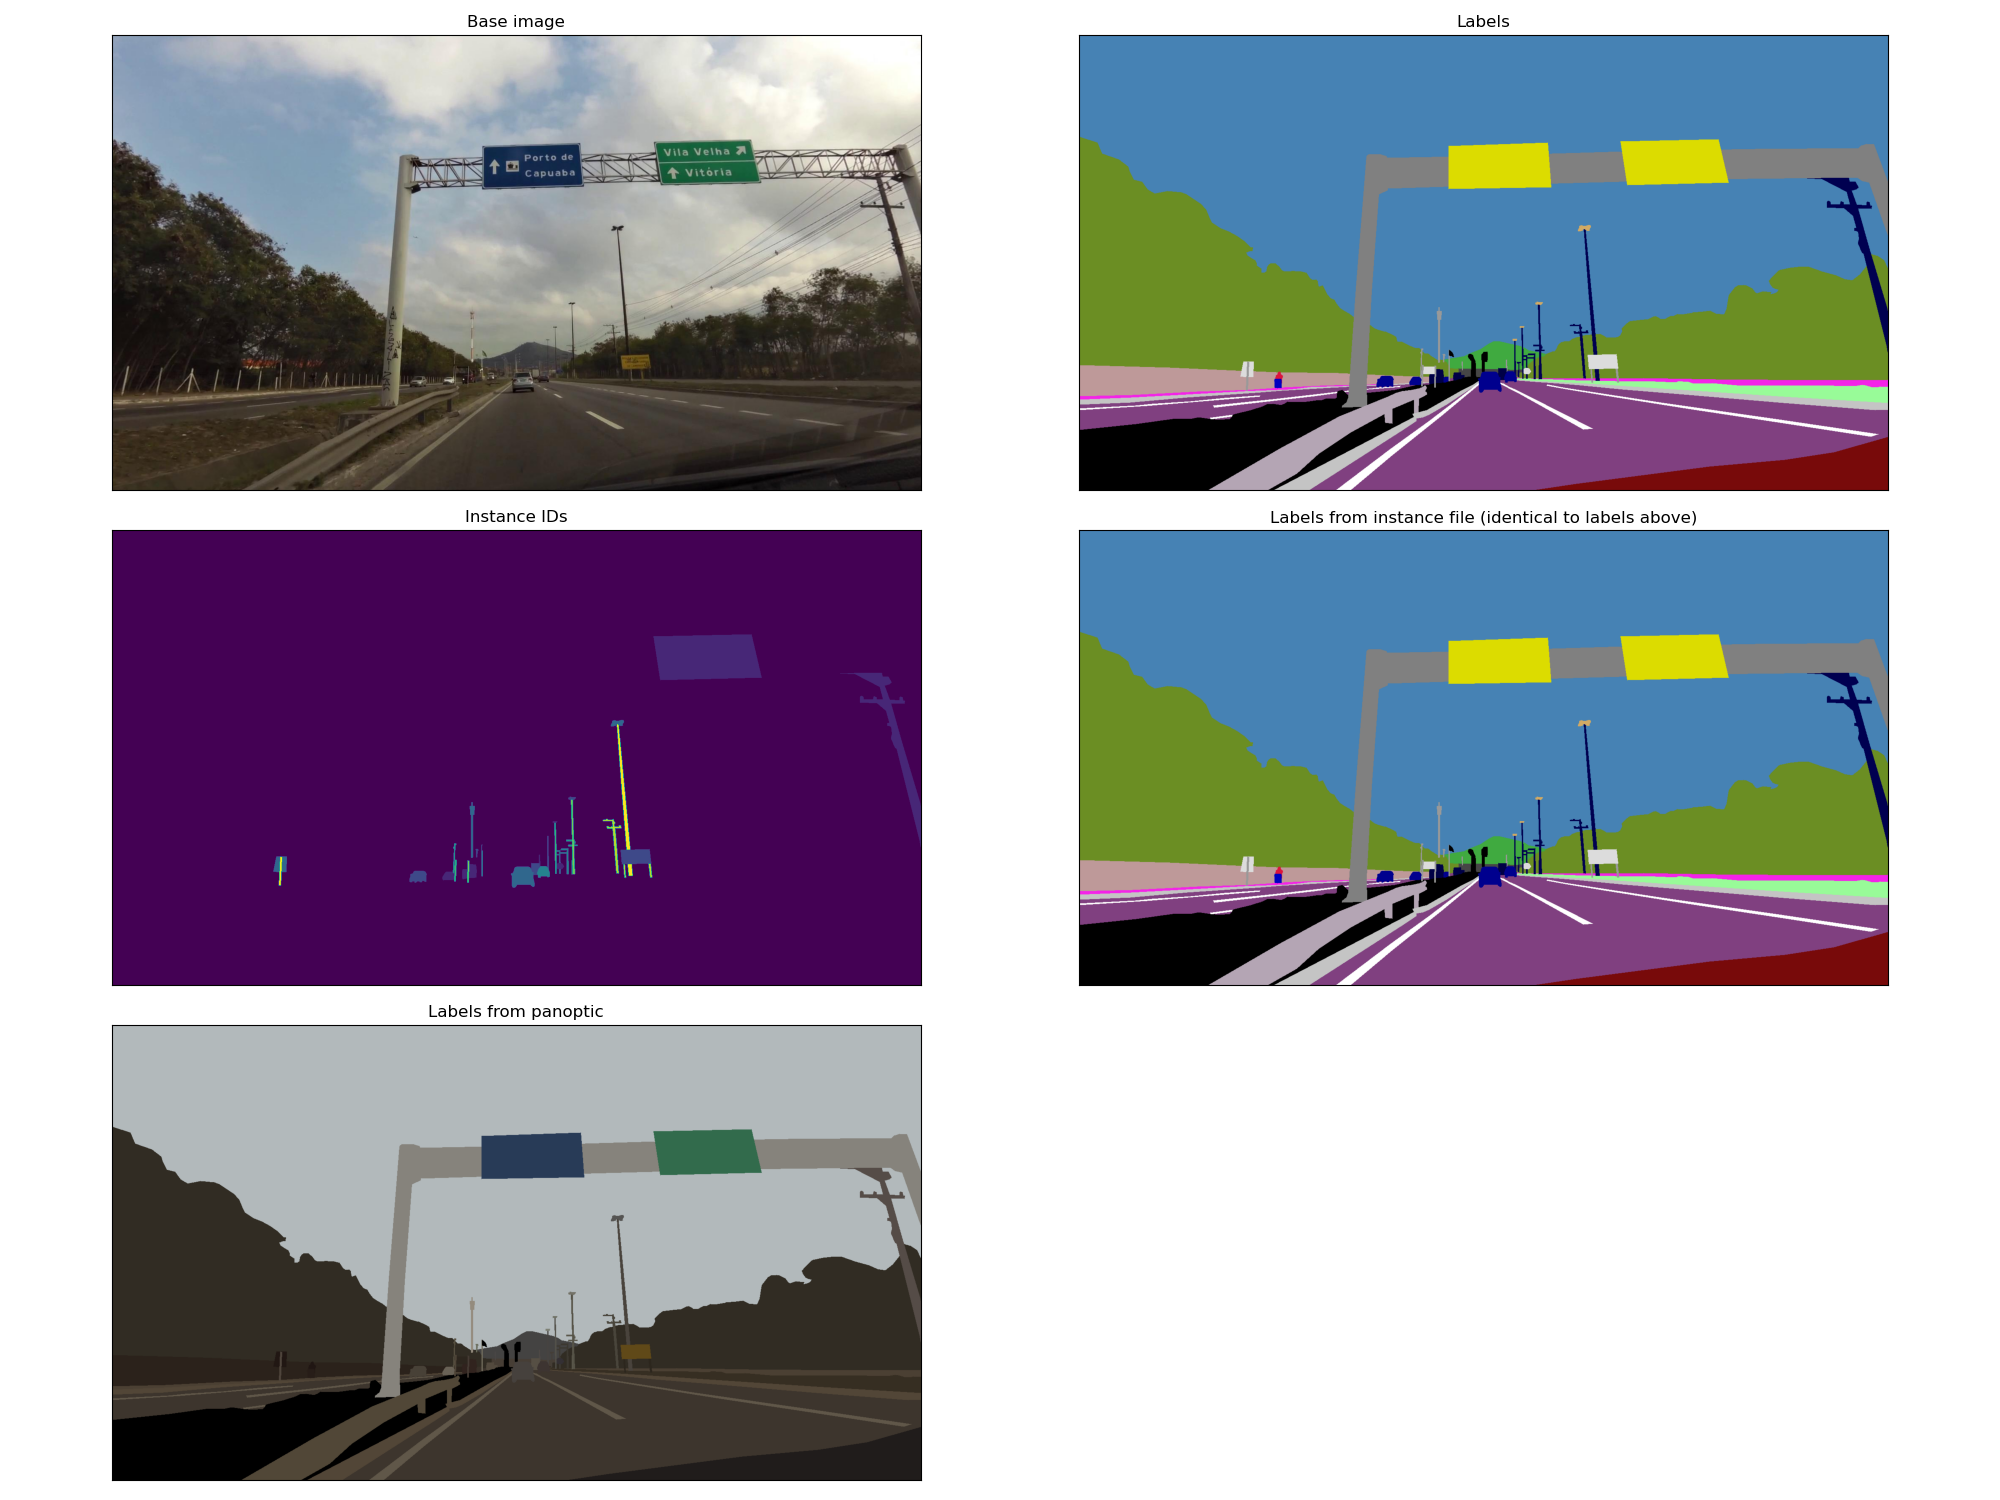 Base image
Labels
Porto de
Capuaba
Vila Velha
Vitória
Instance IDs
Labels from instance file (identical to labels above)
Labels from panoptic